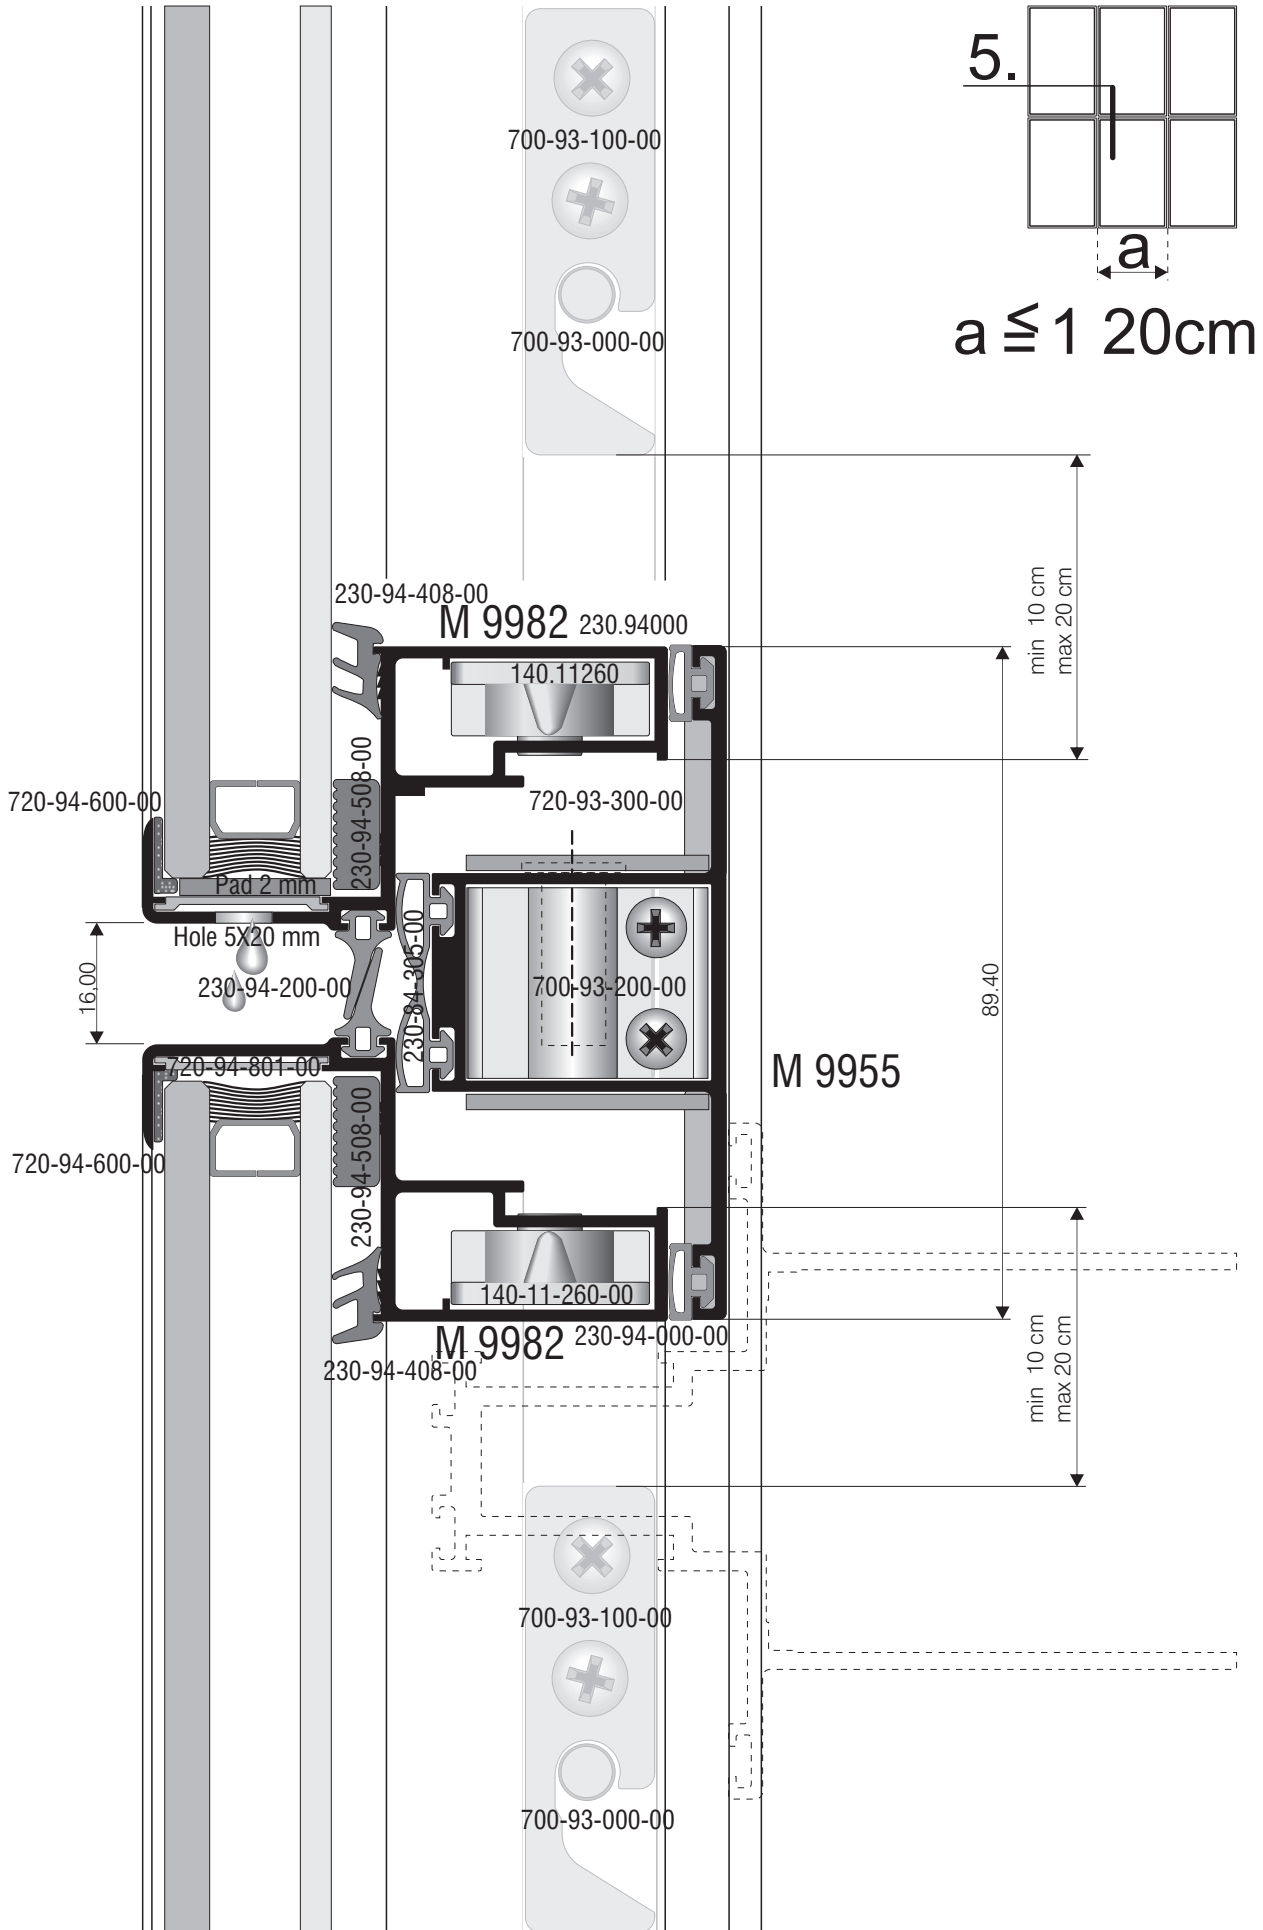 5.
700-93-100-00
a
700-93-000-00
a ≦ 1 20cm
min 10 cm
max 20 cm
230-94-408-00
M 9982 230.94000
140.11260
230-94-508-00
720-94-600-00
720-93-300-00
Pad 2 mm
Hole 5X20 mm
230-94-200-00
230-84-305-00
700-93-200-00
16,00
89.40
720-94-801-00
M 9955
230-94-508-00
720-94-600-00
140-11-260-00
M 9982 230-94-000-00
230-94-408-00
min 10 cm
max 20 cm
700-93-100-00
700-93-000-00